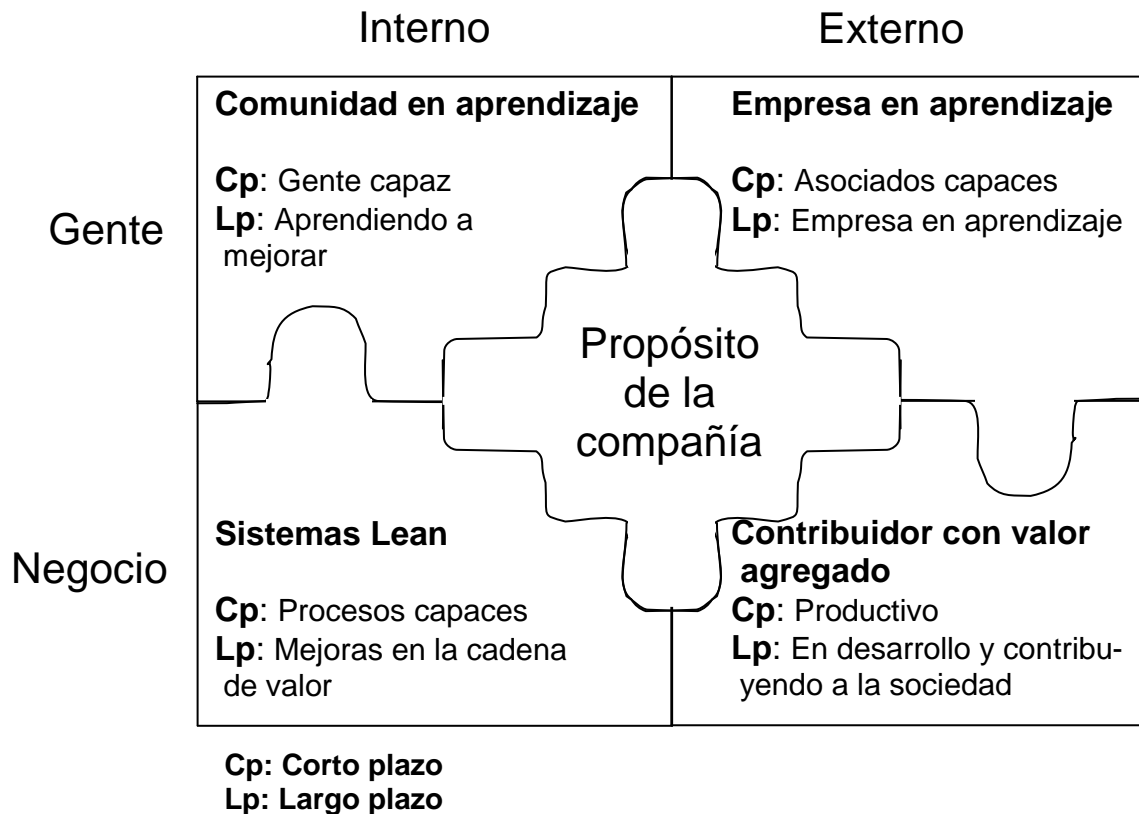 Interno
Externo
Gente
Comunidad en aprendizaje
Cp: Gente capaz
Lp: Aprendiendo a
mejorar
Empresa en aprendizaje
Cp: Asociados capaces
Lp: Empresa en aprendizaje
Propósito
de la
compañía
Negocio
Sistemas Lean
Cp: Procesos capaces
Lp: Mejoras en la cadena
de valor
Contribuidor con valor
agregado
Cp: Productivo
Lp: En desarrollo y contribu-
yendo a la sociedad
Cp: Corto plazo
Lp: Largo plazo